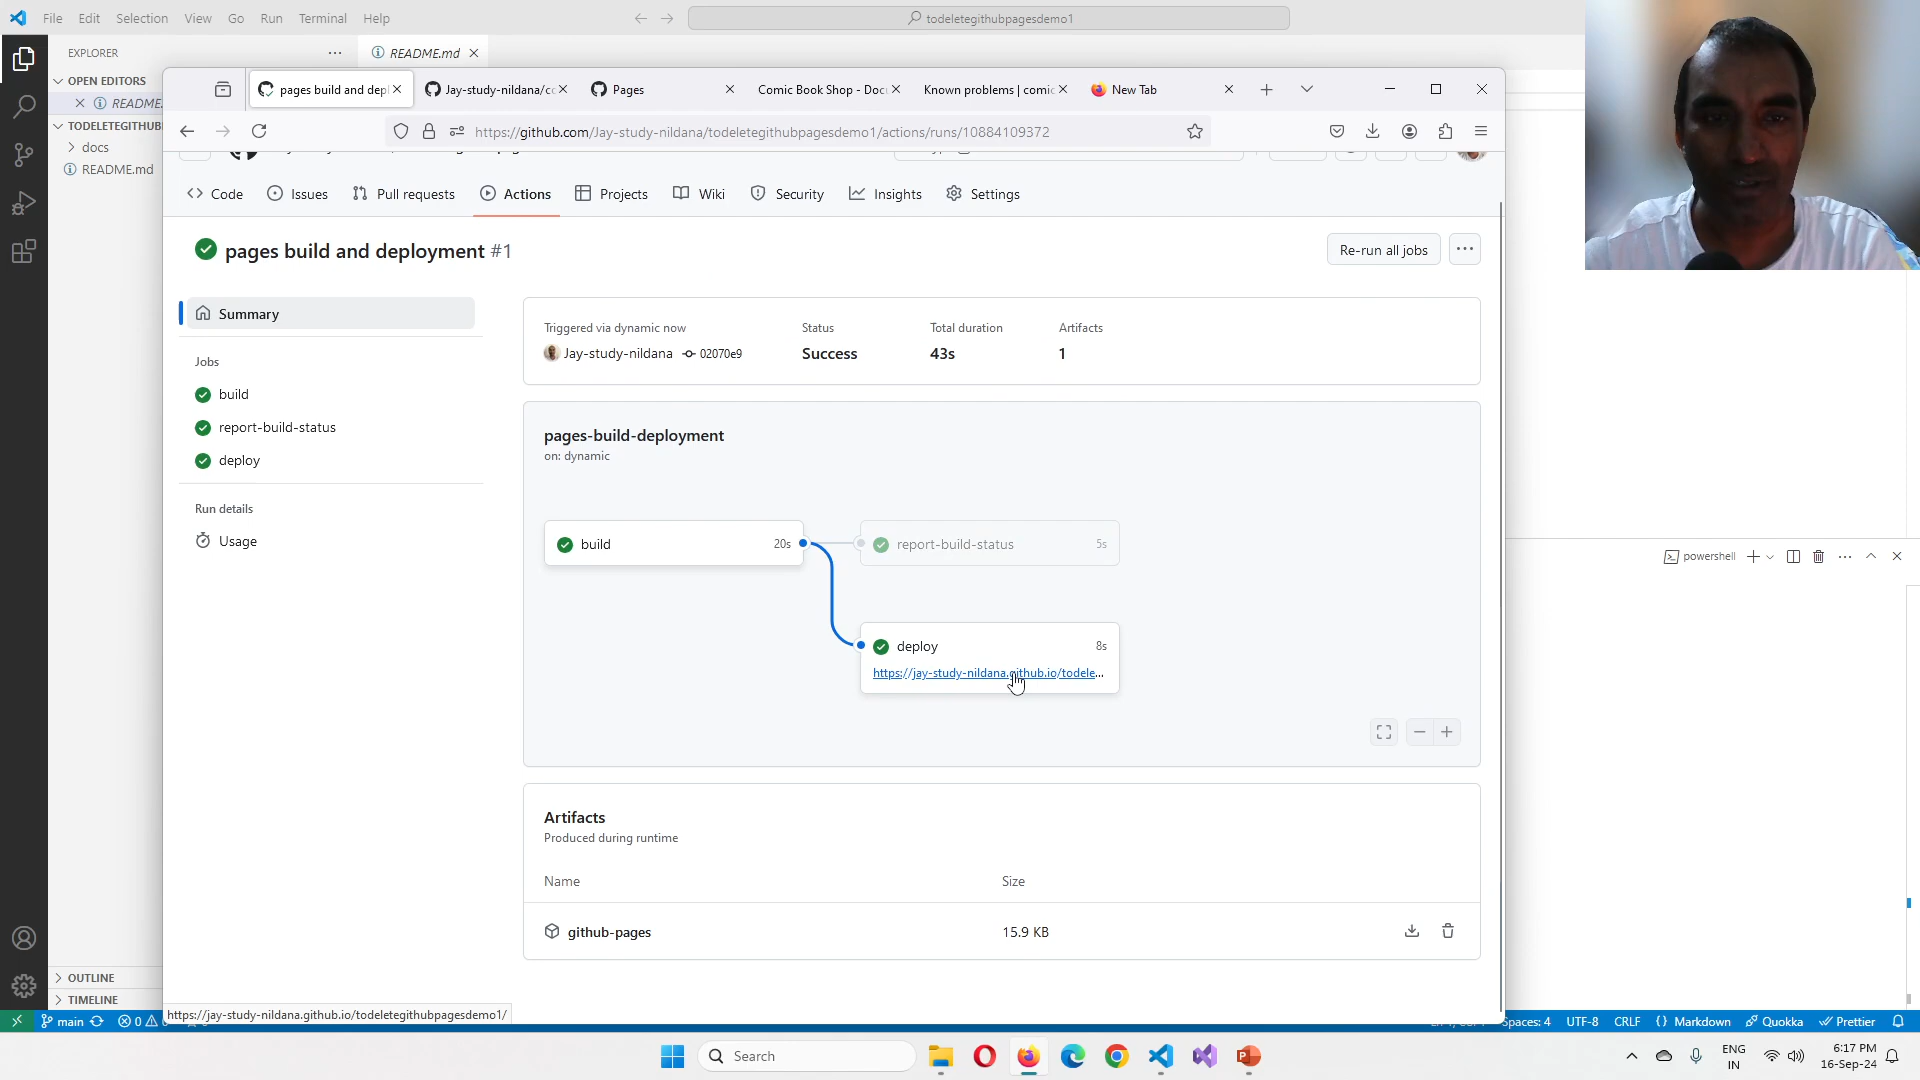 File Edit Selection View Go Run Terminal Help
todeletegithubpagesdemo1
EXPLORER
README.md
OPEN EDITORS
README.
TODELETEGITHUB
docs
README.md
pages build and depl
Jay-study-nildana/cc
Pages
Comic Book Shop - Doc
Known problems | comic
New Tab
https://github.com/Jay-study-nildana/todeletegithubpagesdemo1/actions/runs/10884109372
Code Issues Pull requests Actions Projects Wiki Security Insights Settings
pages build and deployment #1
Re-run all jobs
Summary
Jobs
build
report-build-status
deploy
Run details
Usage
Triggered via dynamic now
Jay-study-nildana 02070e9
Status
Success
Total duration
43s
Artifacts
1
pages-build-deployment
on: dynamic
build 20s
report-build-status 5s
deploy 8s
https://jay-study-nildana.github.io/todele...
Artifacts
Produced during runtime
Name Size
github-pages 15.9 KB
powershell
OUTLINE
TIMELINE
https://jay-study-nildana.github.io/todeletegithubpagesdemo1/
main 0
Spaces: 4 UTF-8 CRLF Markdown Quokka Prettier
Search
ENG
IN
6:17 PM
16-Sep-24